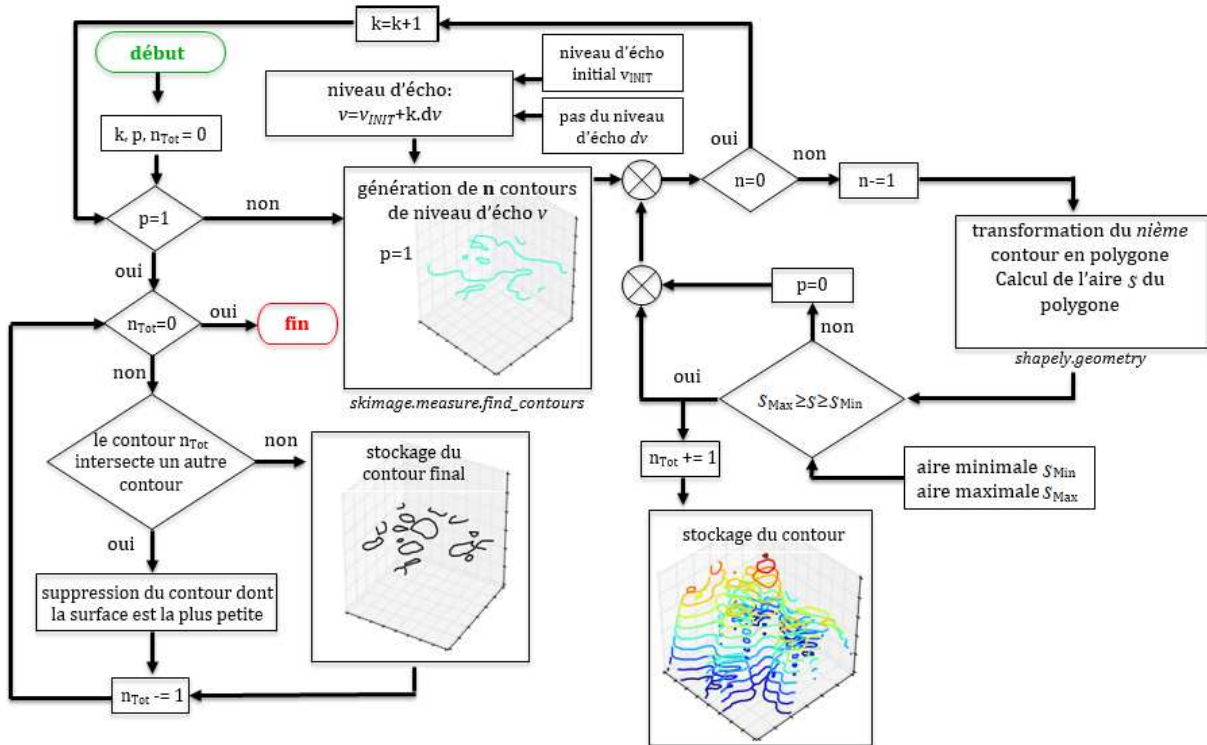 k=k+1
début
niveau d'écho
initial v_INIT
niveau d'écho:
v=v_INIT+k.dv
pas du niveau
d'écho dv
k, p, n_Tot = 0
oui
non
n=0
n-=1
p=1
non
génération de n contours
de niveau d'écho v
p=1
transformation du nième
contour en polygone
Calcul de l'aire s du
polygone
oui
p=0
n_Tot=0
oui
fin
non
non
shapely.geometry
oui
s_Max ≥s≥s_Min
skimage.measure.find_contours
le contour n_Tot
intersecte un autre
contour
non
stockage du
contour final
n_Tot += 1
aire minimale s_Min
aire maximale s_Max
oui
stockage du contour
suppression du contour dont
la surface est la plus petite
n_Tot -= 1